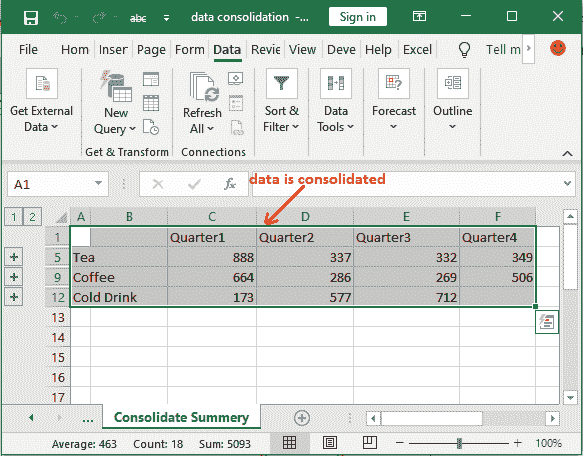 abc data consolidation -... Sign in
File Hom Inser Page Form Data Revie View Deve Help Excel Tell m
Get External Data
New Query
Refresh All
Sort & Filter
Data Tools
Forecast
Outline
Get & Transform Connections
A1 fx
data is consolidated
1 2 A B C D E F
1 Quarter1 Quarter2 Quarter3 Quarter4
5 Tea 888 337 332 349
9 Coffee 664 286 269 506
12 Cold Drink 173 577 712
13
14
15
16
17
... Consolidate Summery
Average: 463 Count: 18 Sum: 5093 100%